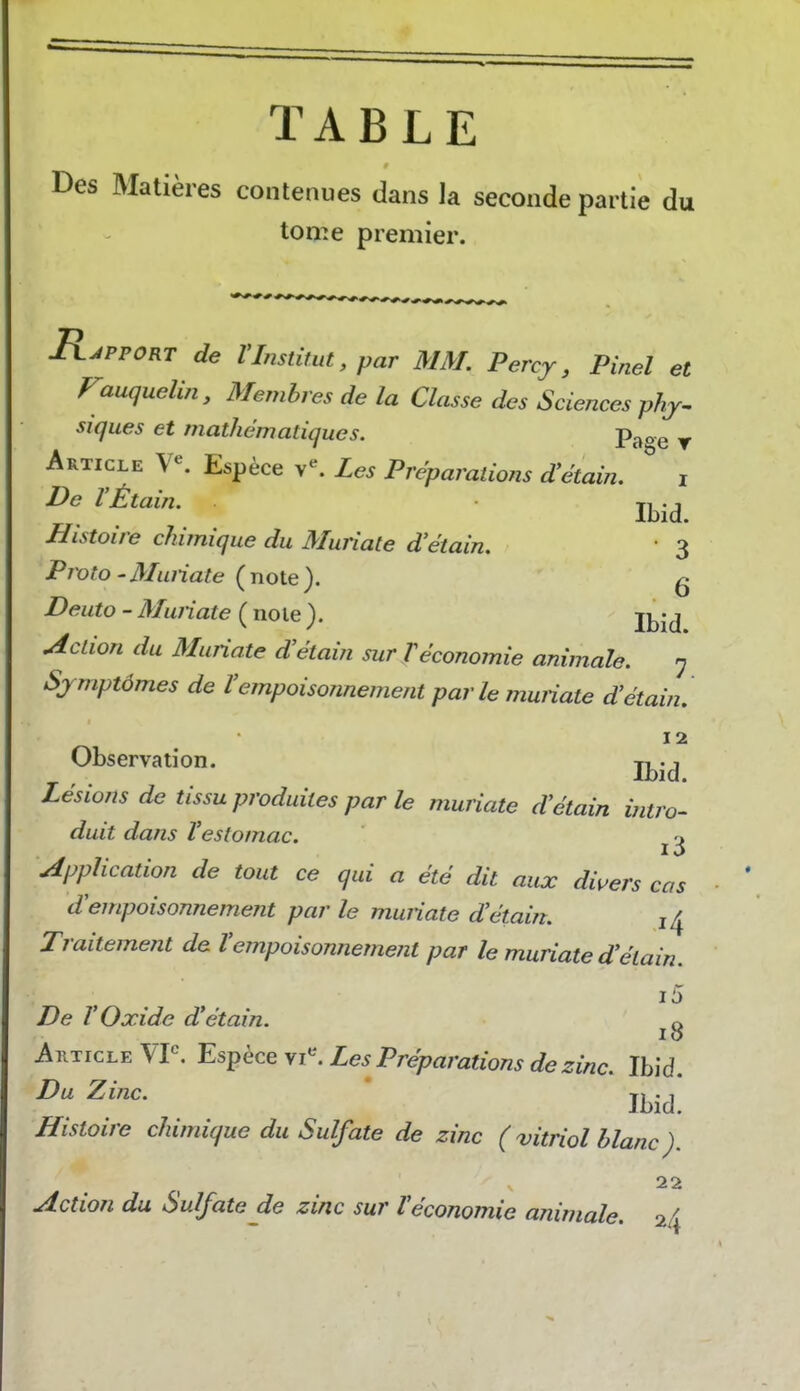 TABLE
Des Matières contenues dans la seconde partie du
tome premier.
RAPPORT de l'Institut, par MM. Percy, Pinel et
Vauquelin, Membres de la Classe des Sciences phy-
siques et mathématiques. Page v
ARTICLE Ve. Espèce ve. Les Préparations d'étain. 1
De l'Étain. Ibid.
Histoire chimique du Muriate d'étain. 3
Proto-Muriate (note). 6
Deuto-Muriate (note). Ibid.
Action du Muriate d'étain sur l'économie animale. 7
Symptômes de l'empoisonnement par le muriate d'étain.
12
Observation. Ibid.
Lésions de tissu produites par le muriate d'étain intro-
duit dans l'estomac. 13
Application de tout ce qui a été dit aux divers cas
d'empoisonnement par le muriate d'étain. 14
Traitement de l'empoisonnement par le muriate d'étain.
15
De l'Oxide d'étain. 18
ARTICLE VIe. Espèce vie. Les Préparations de zinc. Ibid.
Du Zinc. Ibid.
Histoire chimique du Sulfate de zinc (vitriol blanc).
22
Action du Sulfate de zinc sur l'économie animale. 24